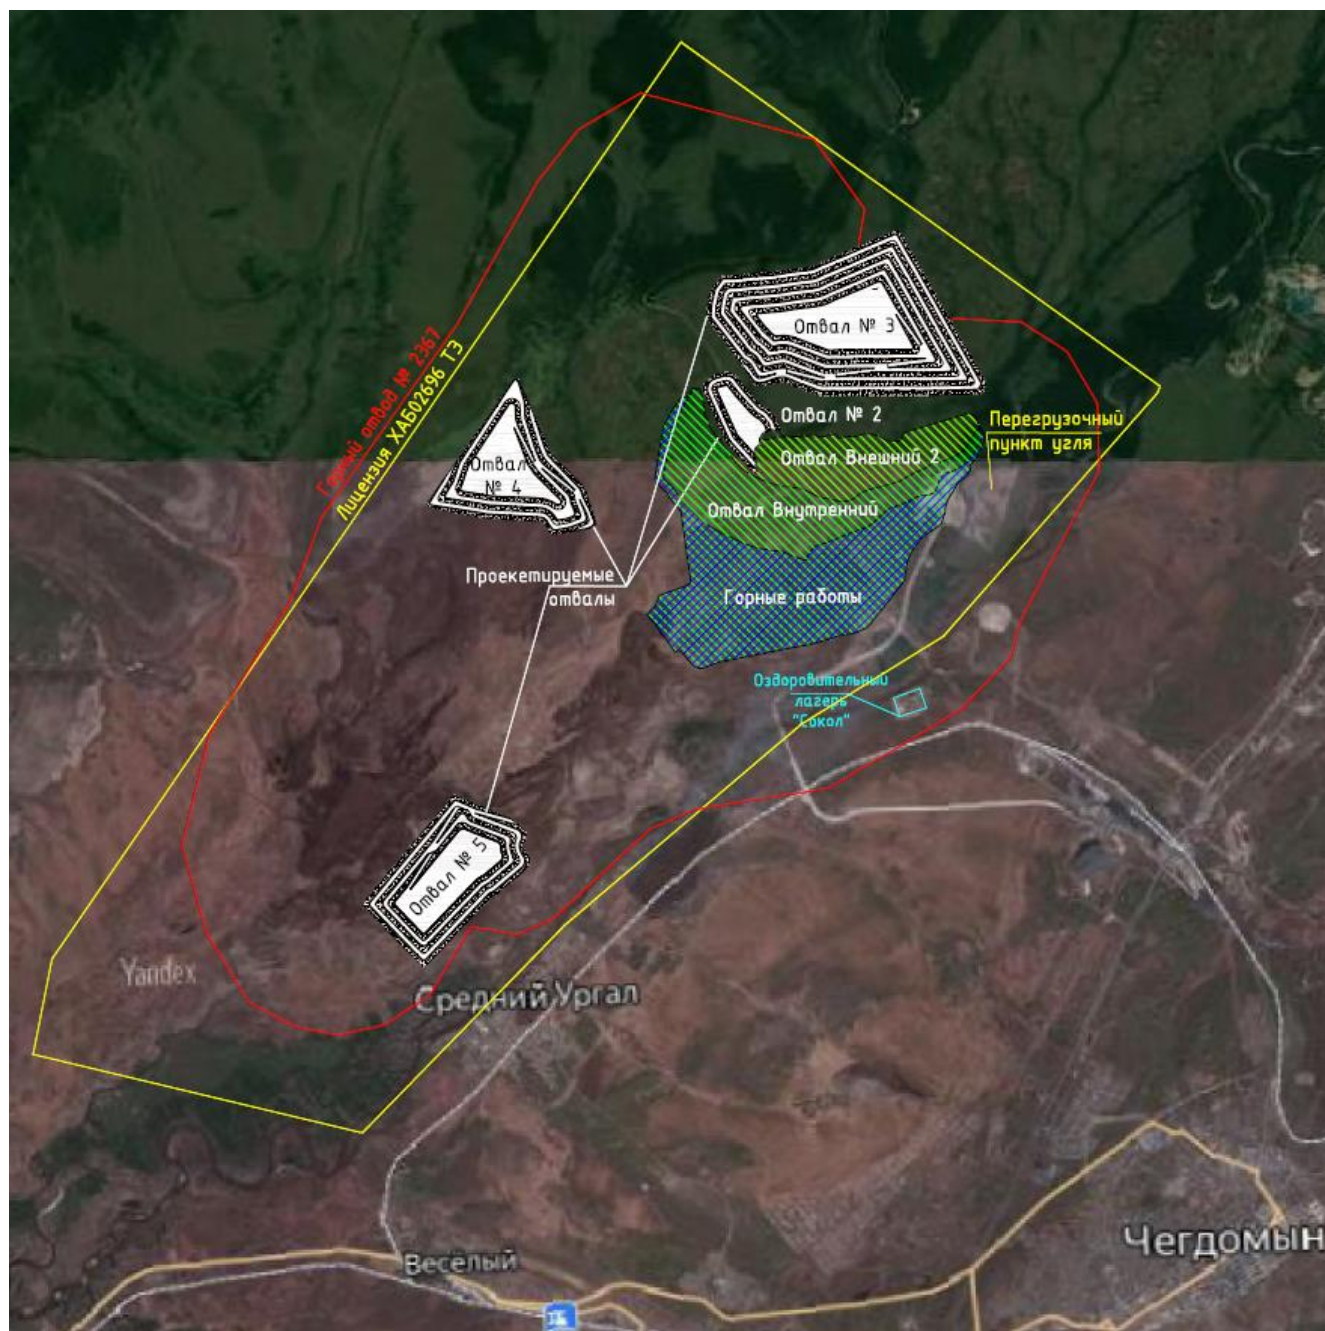 Отвал № 3
Горный отвод № 2367
Лицензия ХАБ02696 ТЭ
Отвал № 2
Перегрузочный
пункт угля
Отвал Внешний 2
Отвал
№ 4
Отвал Внутренний
Проекетируемые
отвалы
Горные работы
Оздоровительный
лагерь
"Сокол"
Отвал № 5
Yandex
Средний Ургал
Чегдомын
Весёлый